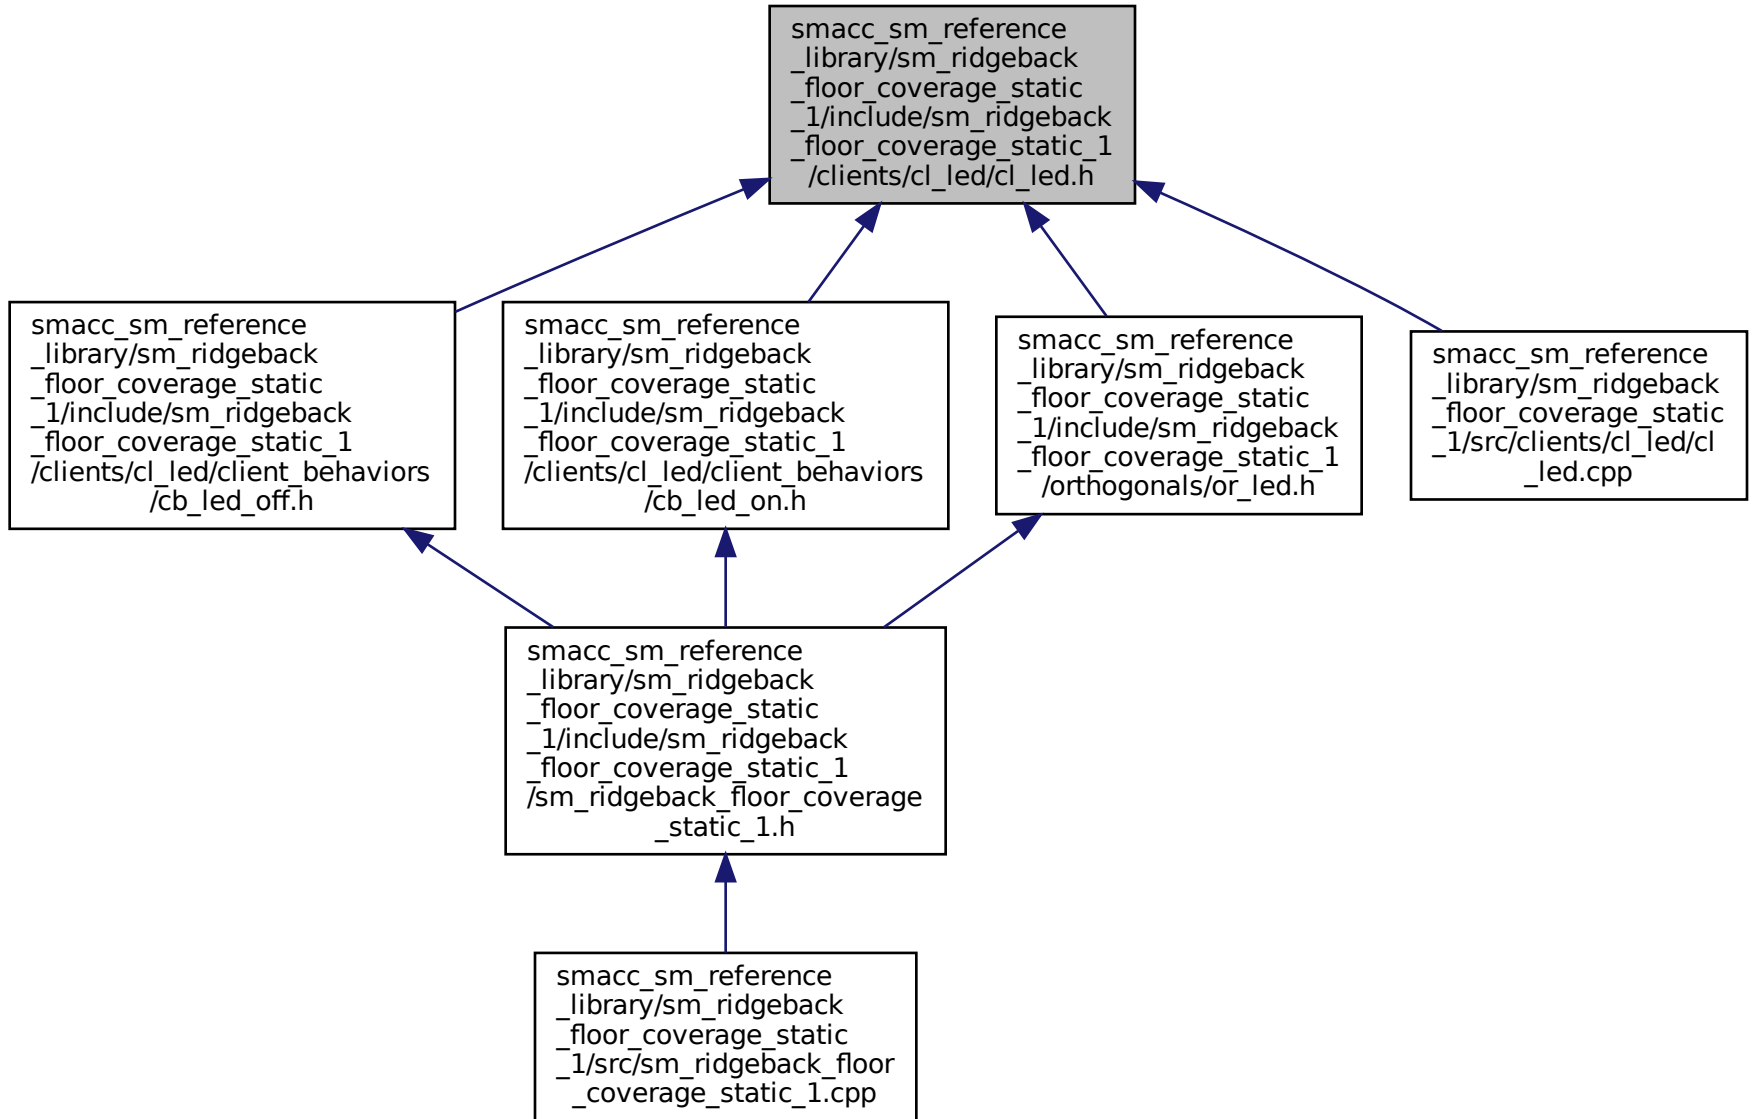 smacc_sm_reference
_library/sm_ridgeback
_floor_coverage_static
_1/include/sm_ridgeback
_floor_coverage_static_1
/clients/cl_led/cl_led.h
smacc_sm_reference
_library/sm_ridgeback
_floor_coverage_static
_1/include/sm_ridgeback
_floor_coverage_static_1
/clients/cl_led/client_behaviors
/cb_led_off.h
smacc_sm_reference
_library/sm_ridgeback
_floor_coverage_static
_1/include/sm_ridgeback
_floor_coverage_static_1
/clients/cl_led/client_behaviors
/cb_led_on.h
smacc_sm_reference
_library/sm_ridgeback
_floor_coverage_static
_1/include/sm_ridgeback
_floor_coverage_static_1
/orthogonals/or_led.h
smacc_sm_reference
_library/sm_ridgeback
_floor_coverage_static
_1/src/clients/cl_led/cl
_led.cpp
smacc_sm_reference
_library/sm_ridgeback
_floor_coverage_static
_1/include/sm_ridgeback
_floor_coverage_static_1
/sm_ridgeback_floor_coverage
_static_1.h
smacc_sm_reference
_library/sm_ridgeback
_floor_coverage_static
_1/src/sm_ridgeback_floor
_coverage_static_1.cpp